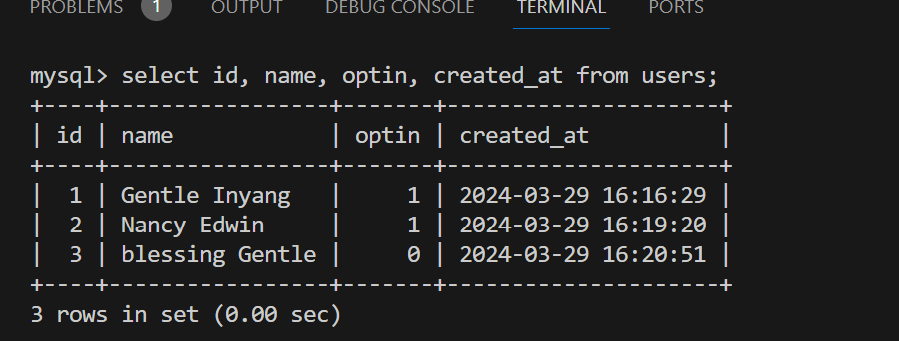 PROBLEMS 1 OUTPUT DEBUG CONSOLE TERMINAL PORTS
mysql> select id, name, optin, created_at from users;
+----+-----------------+-------+---------------------+
| id | name            | optin | created_at          |
+----+-----------------+-------+---------------------+
|  1 | Gentle Inyang   |     1 | 2024-03-29 16:16:29 |
|  2 | Nancy Edwin     |     1 | 2024-03-29 16:19:20 |
|  3 | blessing Gentle |     0 | 2024-03-29 16:20:51 |
+----+-----------------+-------+---------------------+
3 rows in set (0.00 sec)